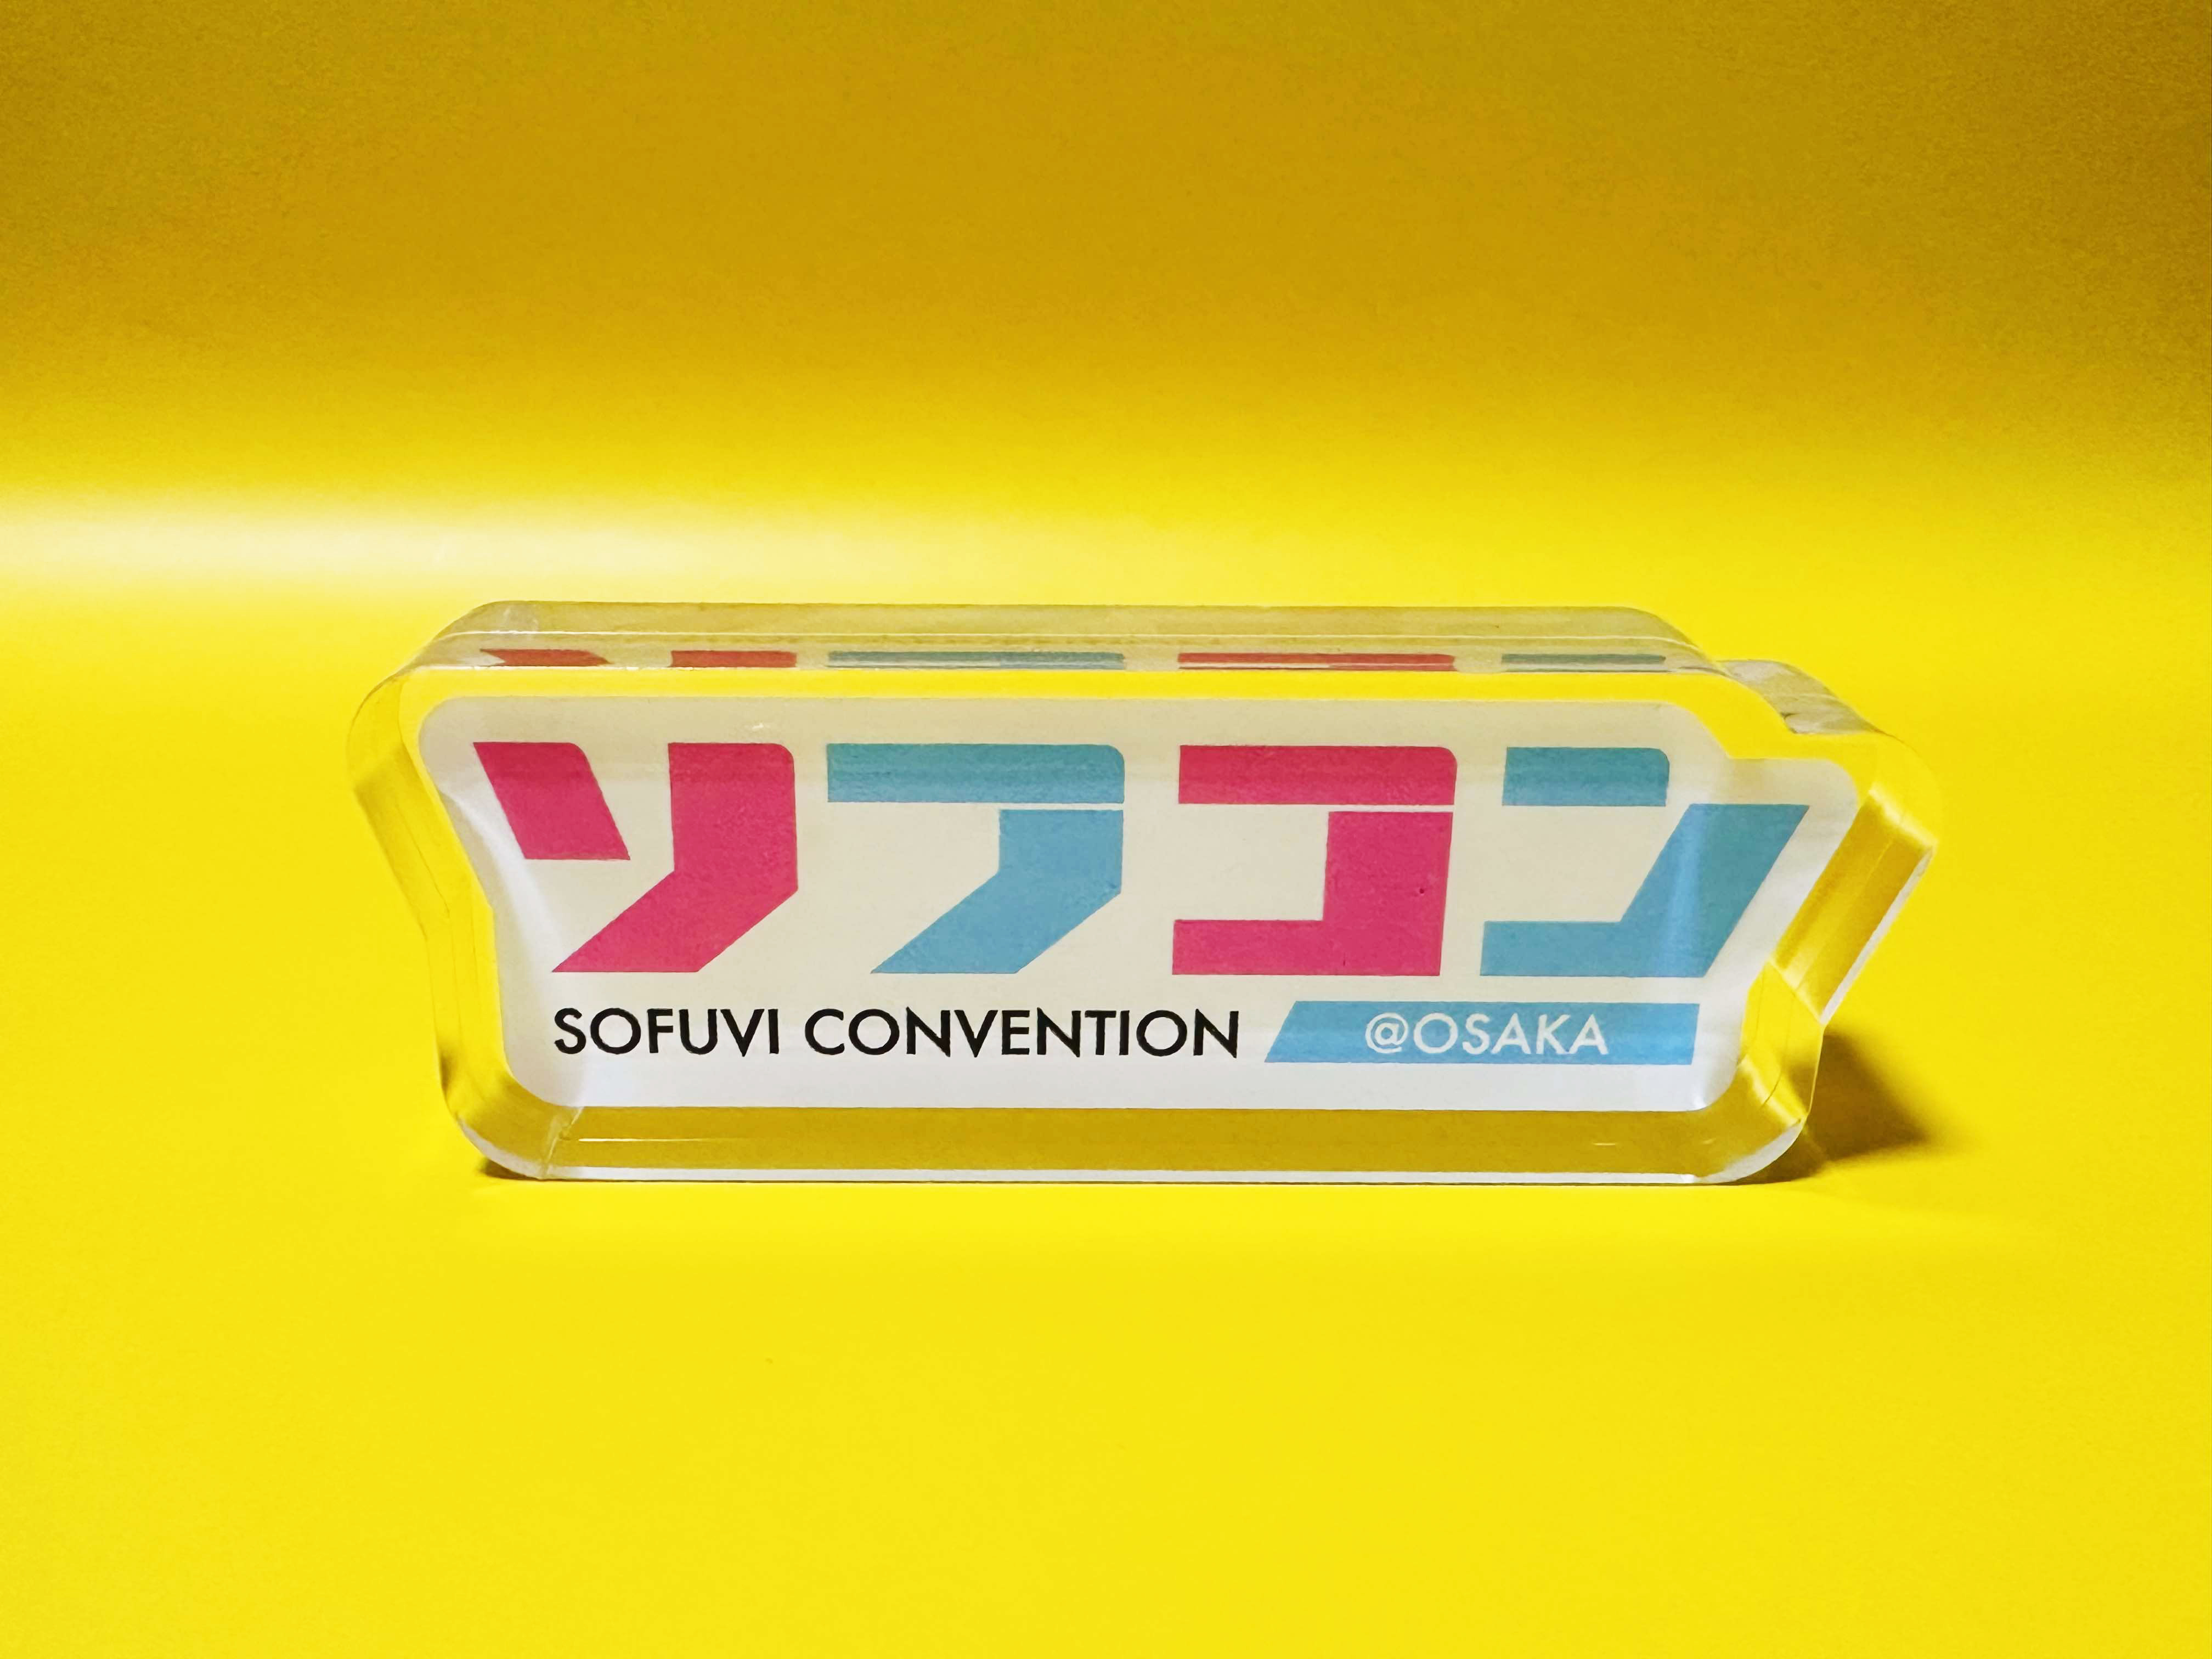 ソフコン
SOFUVI CONVENTION @OSAKA